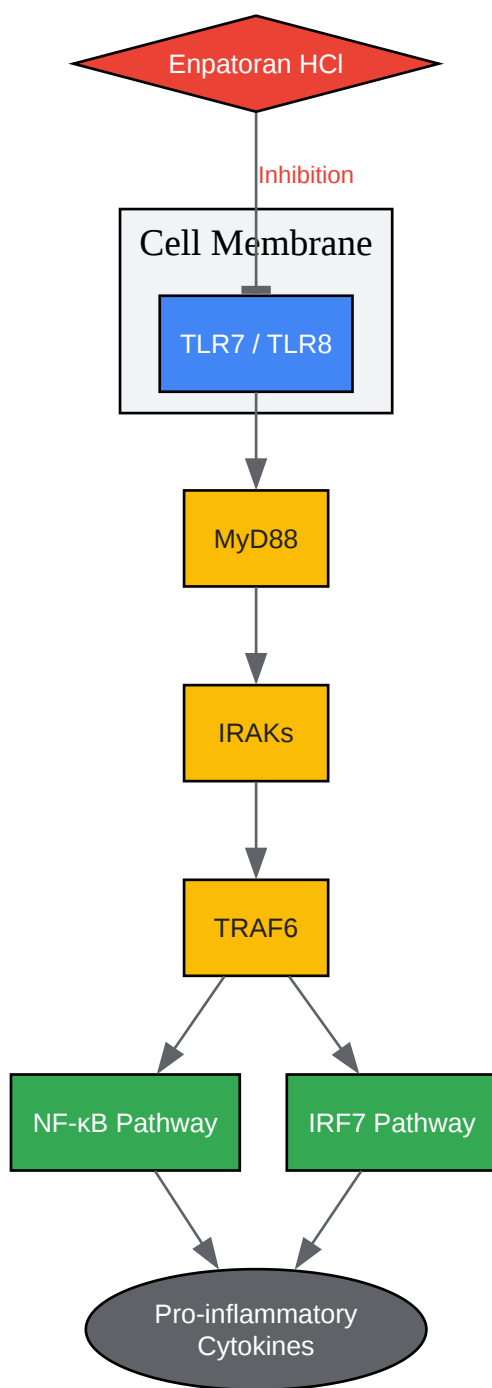 Enpatoran HCl
Inhibition
Cell Membrane
TLR7 / TLR8
MyD88
IRAKs
TRAF6
NF-κB Pathway
IRF7 Pathway
Pro-inflammatory
Cytokines